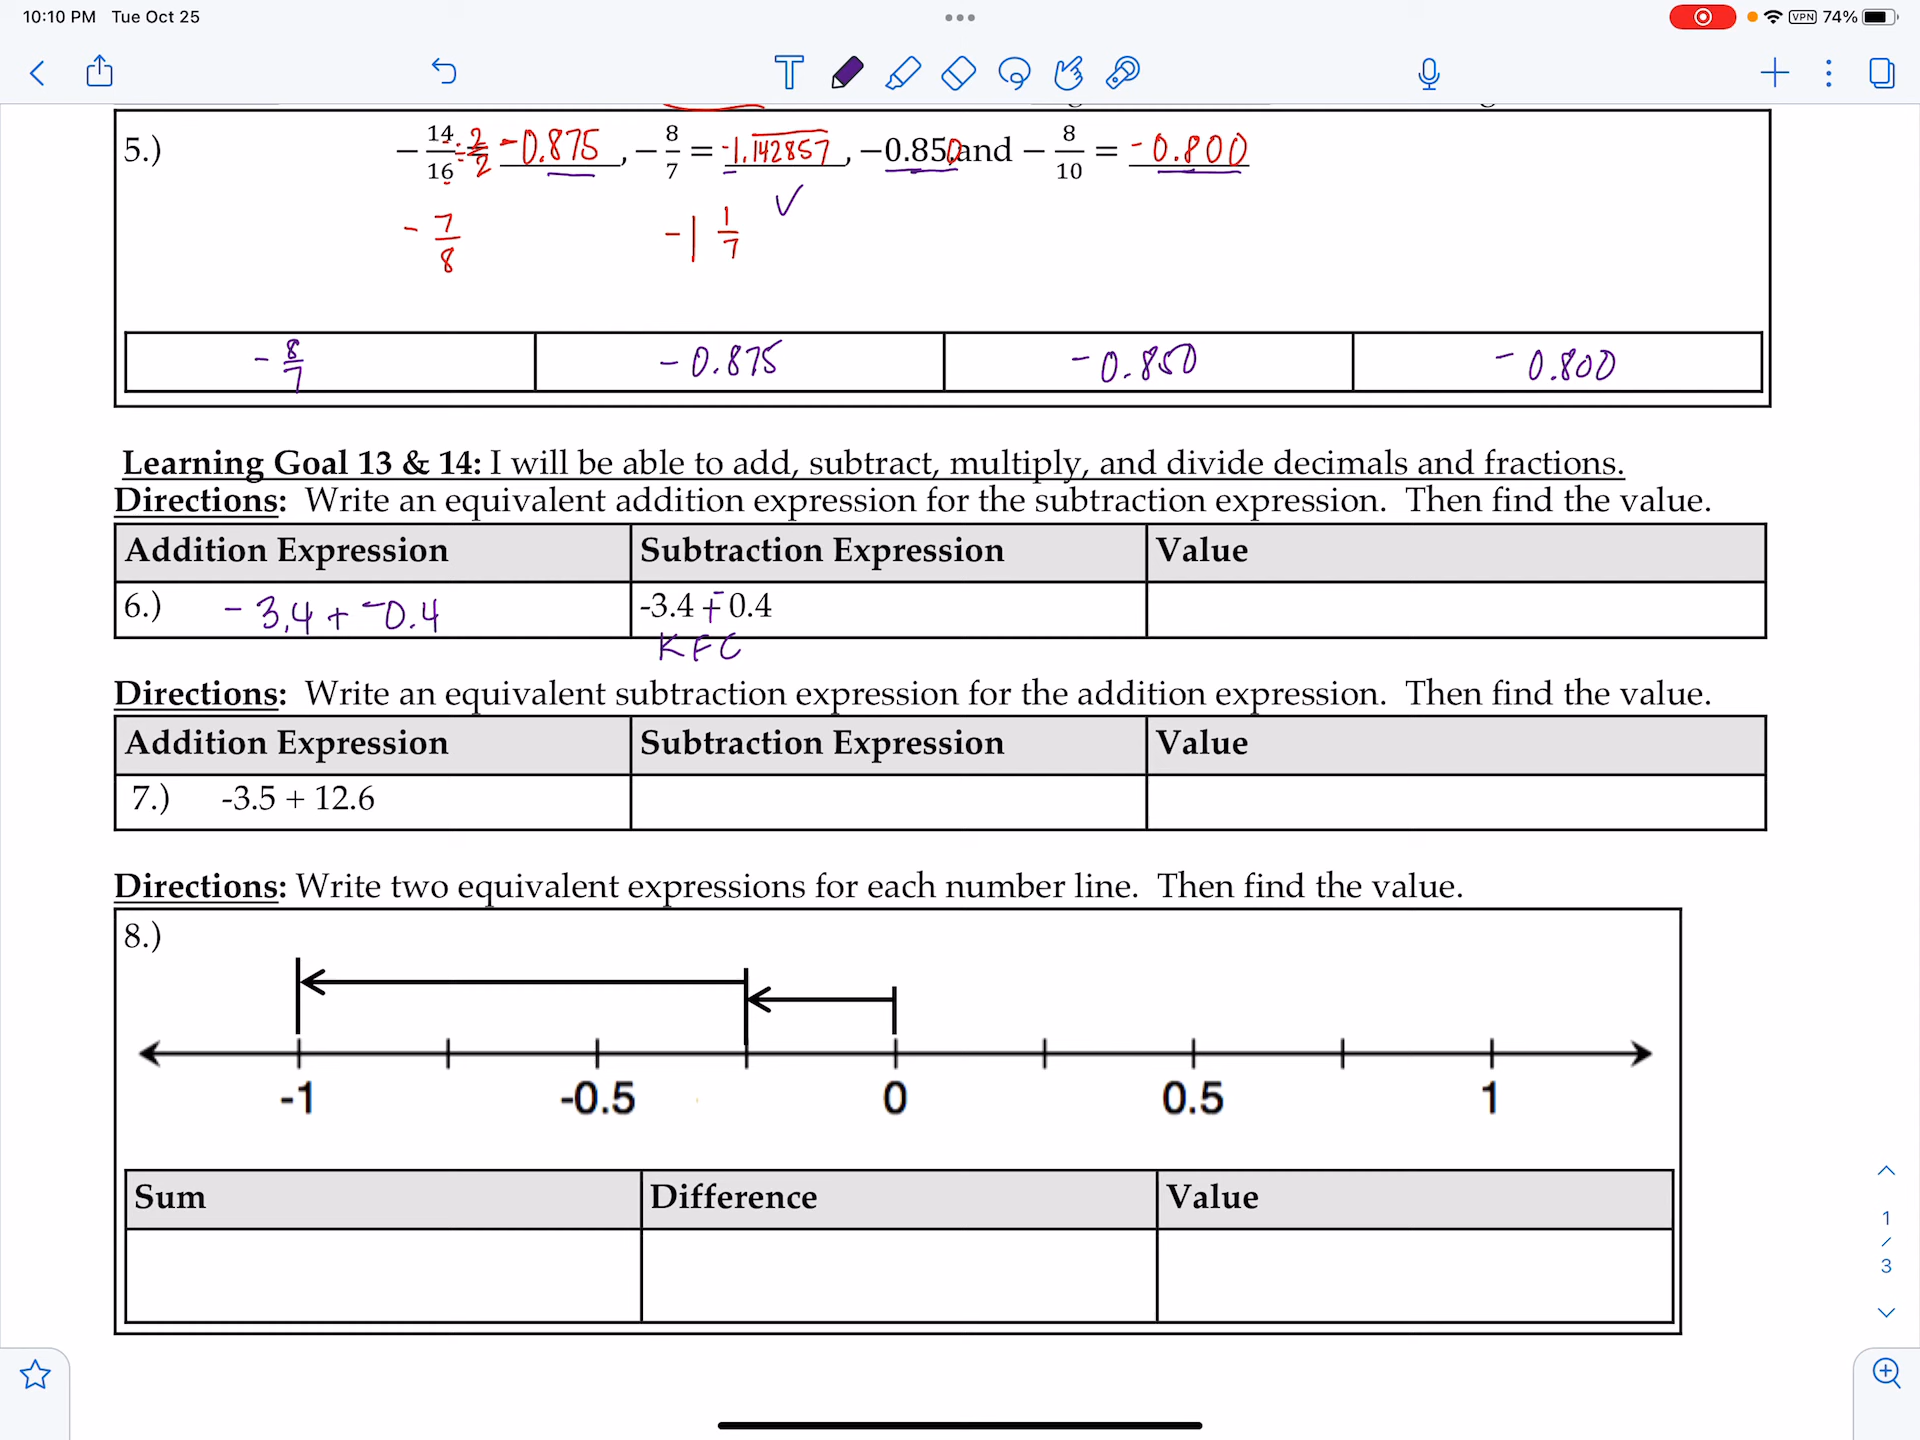 10:10 PM Tue Oct 25
VPN 74%
5.) −14/16 ÷ 2/2 = -0.875, −8/7 = -1.142857, −0.850, and −8/10 = -0.800
- 7/8 -1 1/7 ✓
- 8/7 - 0.875 - 0.850 - 0.800
Learning Goal 13 & 14: I will be able to add, subtract, multiply, and divide decimals and fractions.
Directions: Write an equivalent addition expression for the subtraction expression. Then find the value.
Addition Expression Subtraction Expression Value
6.) - 3.4 + -0.4 -3.4 + -0.4
KFC
Directions: Write an equivalent subtraction expression for the addition expression. Then find the value.
Addition Expression Subtraction Expression Value
7.) -3.5 + 12.6
Directions: Write two equivalent expressions for each number line. Then find the value.
8.)
-1 -0.5 0 0.5 1
Sum Difference Value
1
/
3